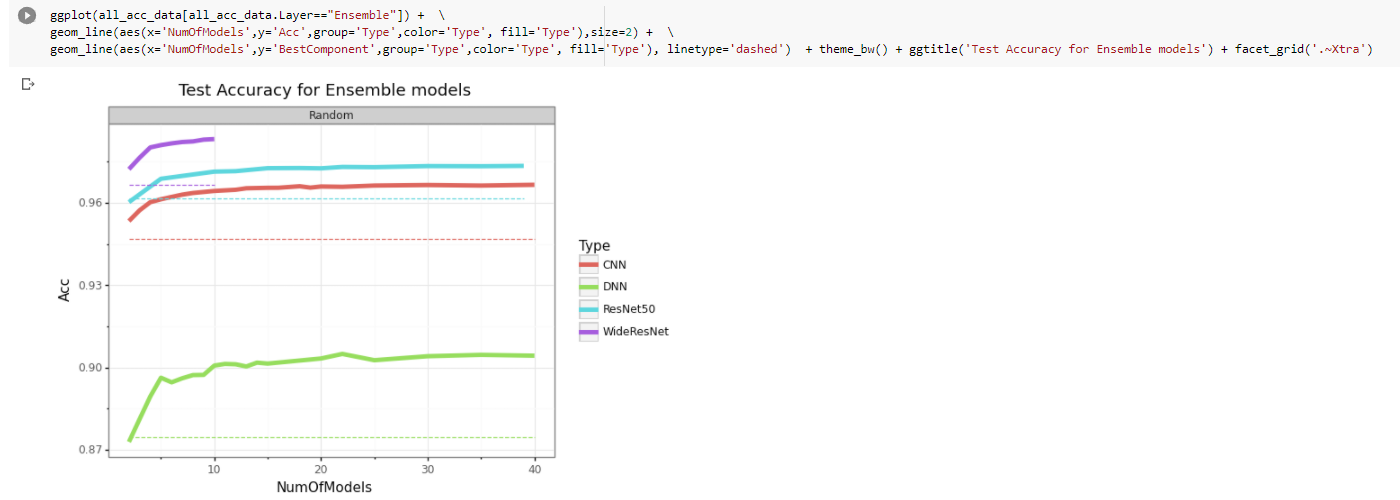 ggplot(all_acc_data[all_acc_data.Layer=="Ensemble"]) + \
geom_line(aes(x='NumOfModels',y='Acc',group='Type',color='Type', fill='Type'),size=2) + \
geom_line(aes(x='NumOfModels',y='BestComponent',group='Type',color='Type', fill='Type'), linetype='dashed') + theme_bw() + ggtitle('Test Accuracy for Ensemble models') + facet_grid('.~Xtra')
Test Accuracy for Ensemble models
Random
0.96
0.93
0.90
0.87
Acc
10 20 30 40
NumOfModels
Type
CNN
DNN
ResNet50
WideResNet